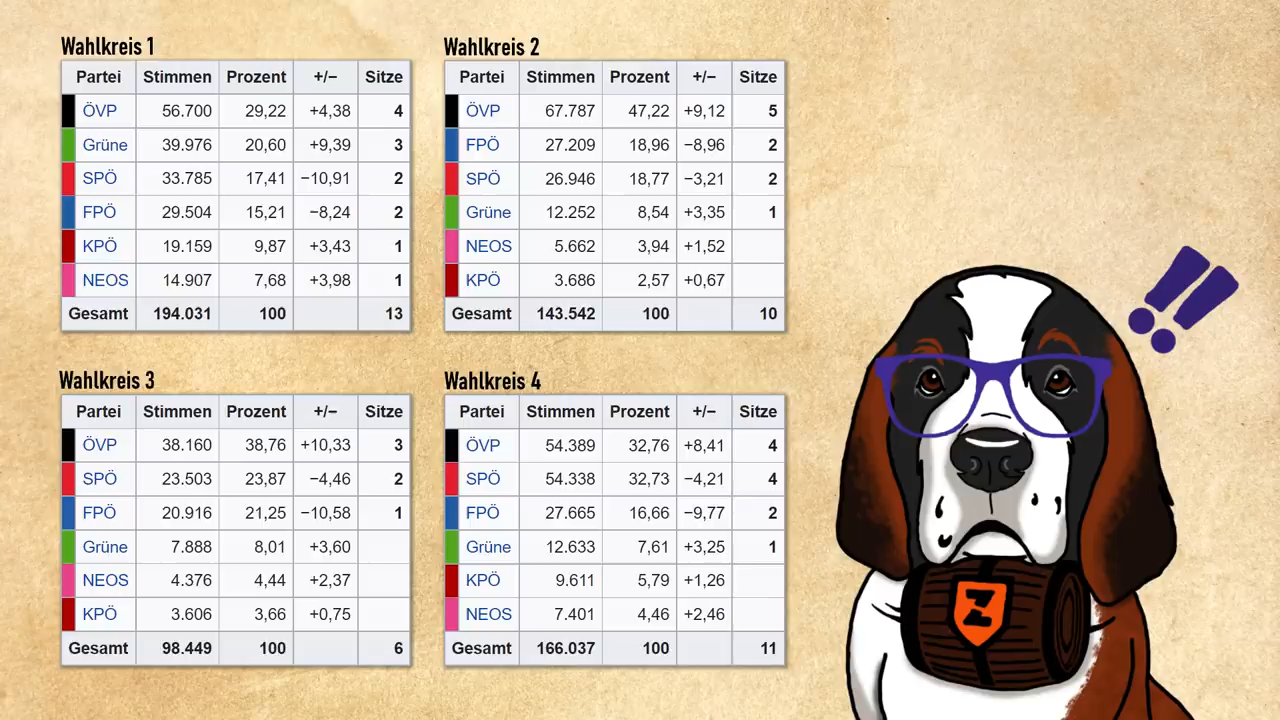 Wahlkreis 1
Partei Stimmen Prozent +/− Sitze
ÖVP 56.700 29,22 +4,38 4
Grüne 39.976 20,60 +9,39 3
SPÖ 33.785 17,41 −10,91 2
FPÖ 29.504 15,21 −8,24 2
KPÖ 19.159 9,87 +3,43 1
NEOS 14.907 7,68 +3,98 1
Gesamt 194.031 100 13
Wahlkreis 2
Partei Stimmen Prozent +/− Sitze
ÖVP 67.787 47,22 +9,12 5
FPÖ 27.209 18,96 −8,96 2
SPÖ 26.946 18,77 −3,21 2
Grüne 12.252 8,54 +3,35 1
NEOS 5.662 3,94 +1,52
KPÖ 3.686 2,57 +0,67
Gesamt 143.542 100 10
Wahlkreis 3
Partei Stimmen Prozent +/− Sitze
ÖVP 38.160 38,76 3
SPÖ 23.503 23,87 −4,46 2
FPÖ 20.916 21,25 −10,58 1
Grüne 7.888 8,01 +3,60
NEOS 4.376 4,44 +2,37
KPÖ 3.606 3,66 +0,75
Gesamt 98.449 100 6
Wahlkreis 4
Partei Stimmen Prozent +/− Sitze
ÖVP 54.389 32,76 +8,41 4
SPÖ 54.338 32,73 −4,21 4
FPÖ 27.665 16,66 −9,77 2
Grüne 12.633 7,61 +3,25 1
KPÖ 9.611 5,79 +1,26
NEOS 7.401 4,46 +2,46
Gesamt 166.037 100 11
!!
Z